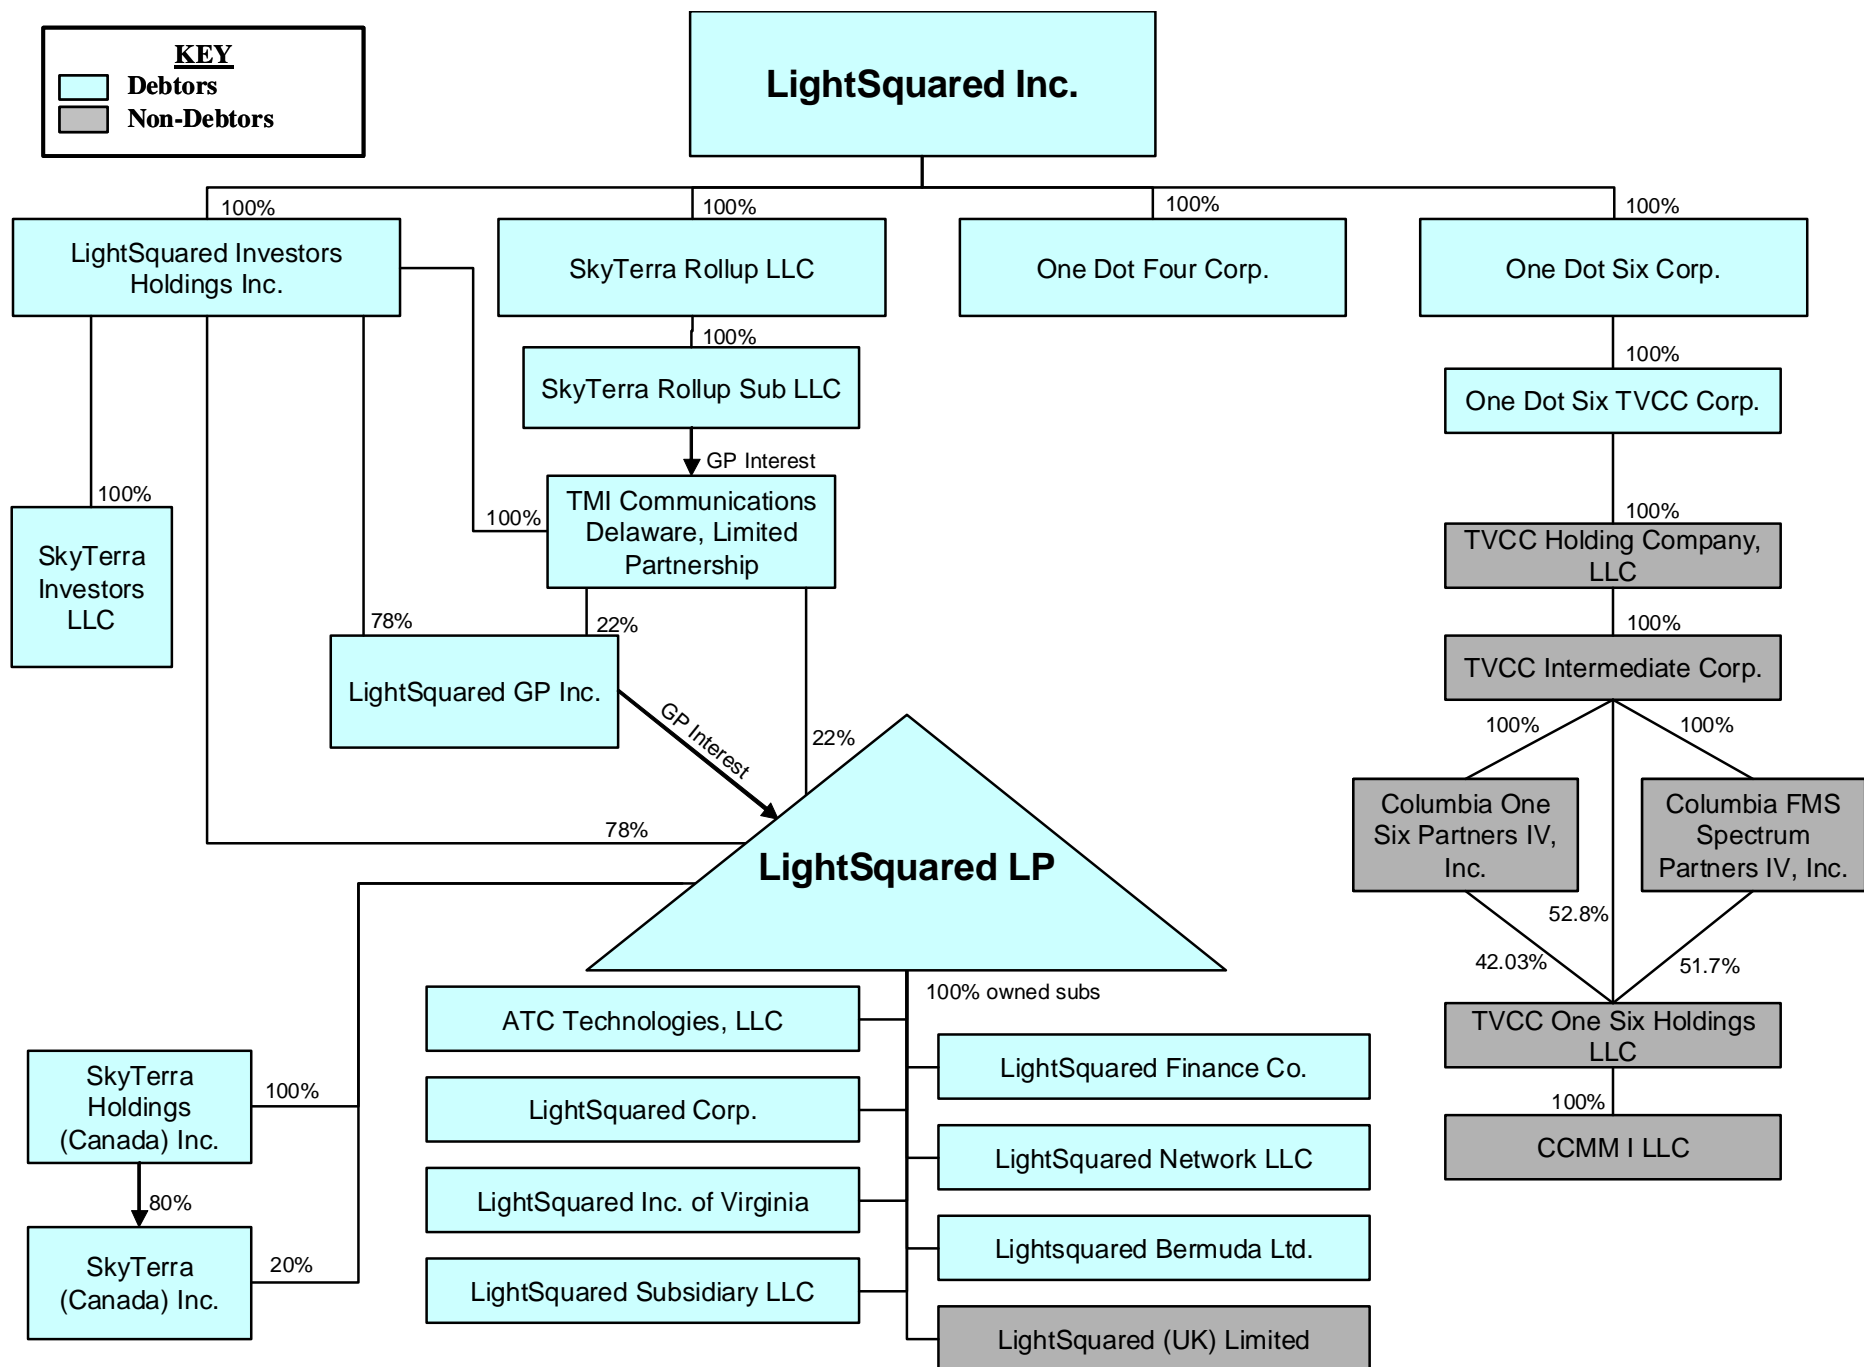 KEY
Debtors
Non-Debtors
LightSquared Inc.
100%
100%
100%
100%
LightSquared Investors
Holdings Inc.
SkyTerra Rollup LLC
One Dot Four Corp.
One Dot Six Corp.
100%
100%
SkyTerra Rollup Sub LLC
One Dot Six TVCC Corp.
GP Interest
100%
100%
TMI Communications
Delaware, Limited
Partnership
100%
SkyTerra
Investors
LLC
TVCC Holding Company,
LLC
78%
22%
100%
LightSquared GP Inc.
TVCC Intermediate Corp.
GP Interest
22%
100%
100%
78%
Columbia One
Six Partners IV,
Inc.
Columbia FMS
Spectrum
Partners IV, Inc.
LightSquared LP
52.8%
42.03%
51.7%
100% owned subs
ATC Technologies, LLC
TVCC One Six Holdings
LLC
LightSquared Finance Co.
SkyTerra
Holdings
(Canada) Inc.
100%
LightSquared Corp.
100%
CCMM I LLC
LightSquared Network LLC
80%
LightSquared Inc. of Virginia
Lightsquared Bermuda Ltd.
SkyTerra
(Canada) Inc.
20%
LightSquared Subsidiary LLC
LightSquared (UK) Limited